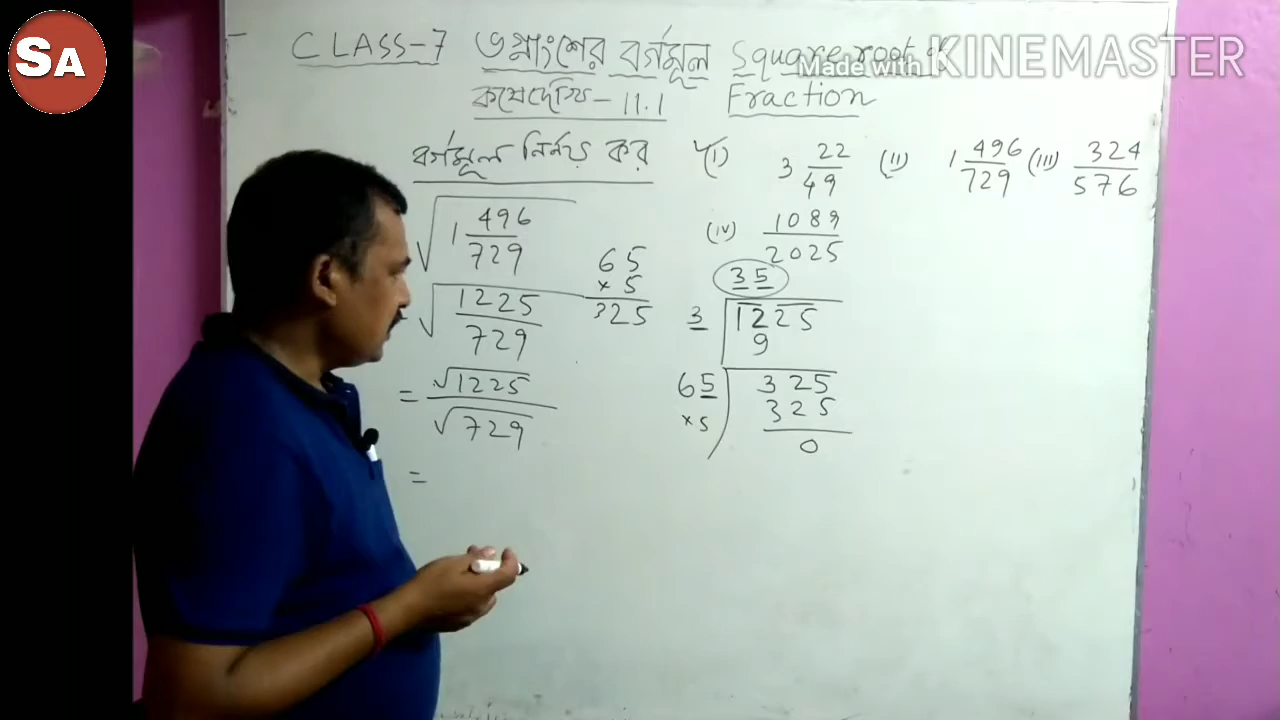 SA
CLASS-7 ভগ্নাংশের বর্গমূল Square root of
Made with KINEMASTER
কষে দেখি – 11.1 Fraction
বর্গমূল নির্নয় কর (i) 3 22/49 (ii) 1 496/729 (iii) 324/576
(iv) 1089/2025
√1 496/729
65
× 5
325
√1225/729
= √1225/√729
=
35
3 1225
9
65 325
×5 325
0